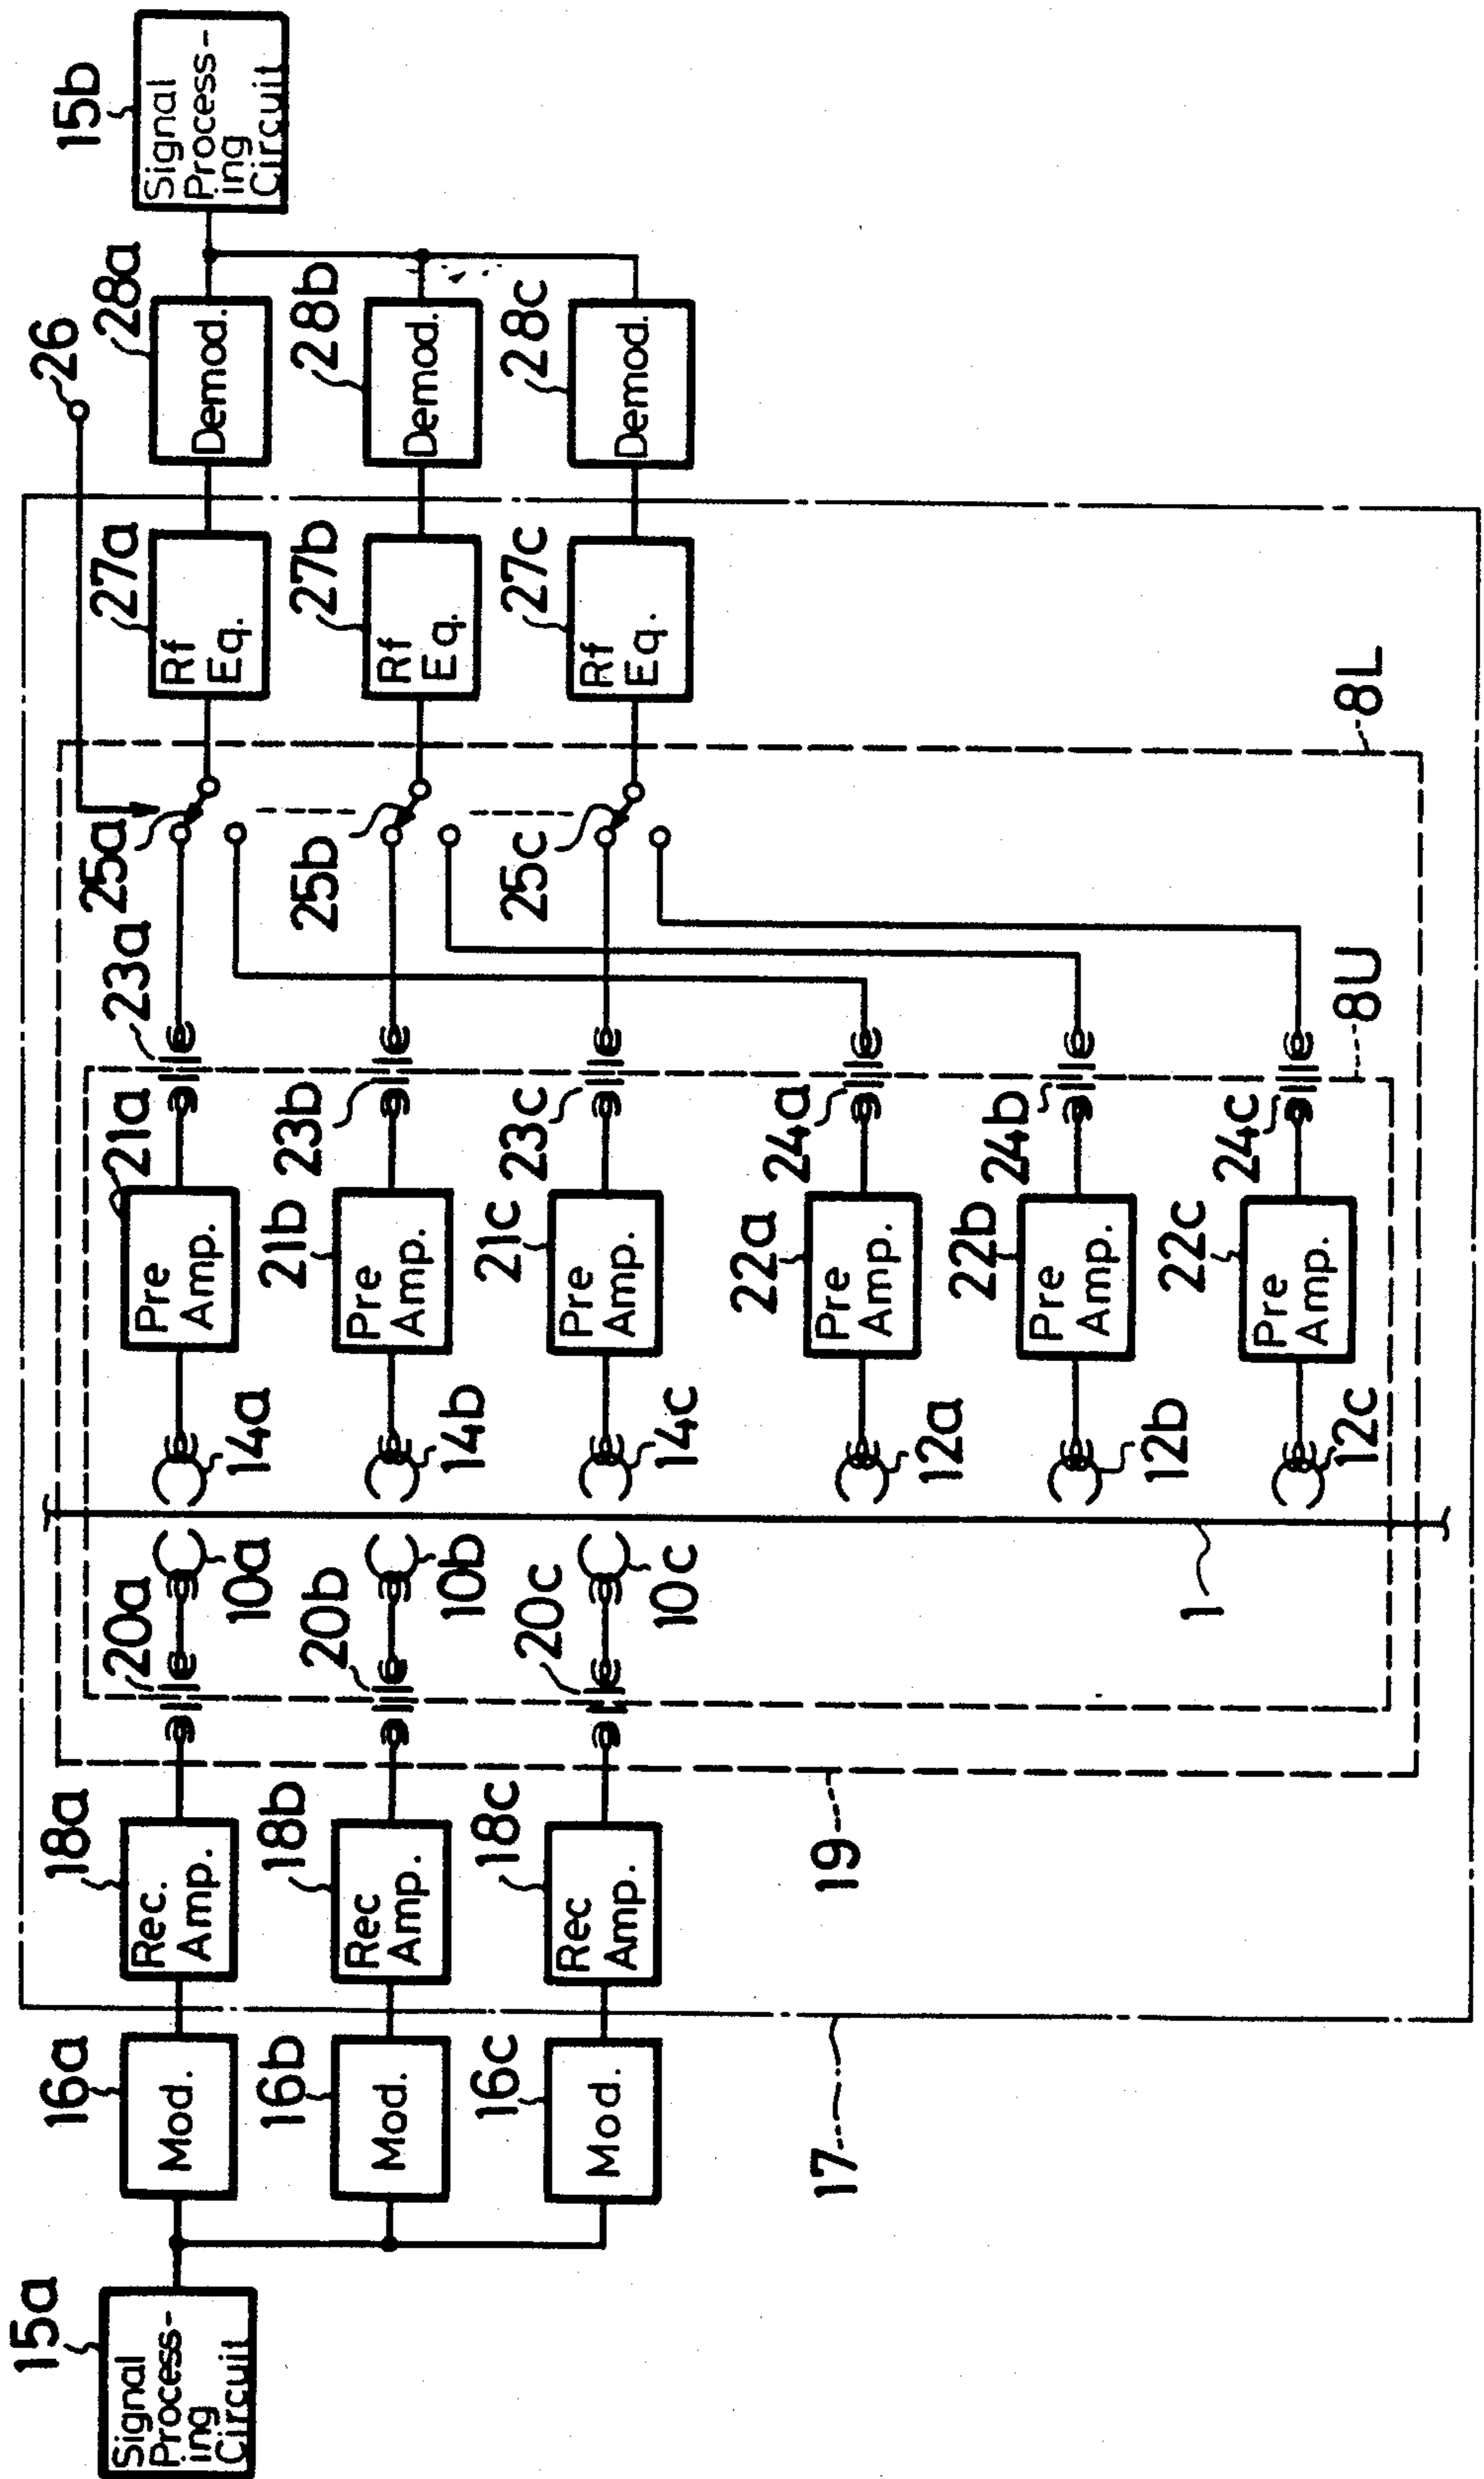 15a
Signal
Process-
ing
Circuit
16a
Mod.
16b
Mod.
16c
Mod.
17
18a
Rec.
Amp.
18b
Rec
Amp.
18c
Rec
Amp.
19
20a
20b
20c
10a
10b
10c
1
14a
14b
14c
12a
12b
12c
21a
Pre
Amp.
21b
Pre
Amp.
21c
Pre
Amp.
22a
Pre
Amp.
22b
Pre
Amp.
22c
Pre
Amp.
23a
23b
23c
24a
24b
24c
8U
8L
25a
25b
25c
26
27a
Rf
Eq.
27b
Rf
Eq.
27c
Rf
Eq.
28a
Demod.
28b
Demod.
28c
Demod.
15b
Signal
Process-
ing
Circuit